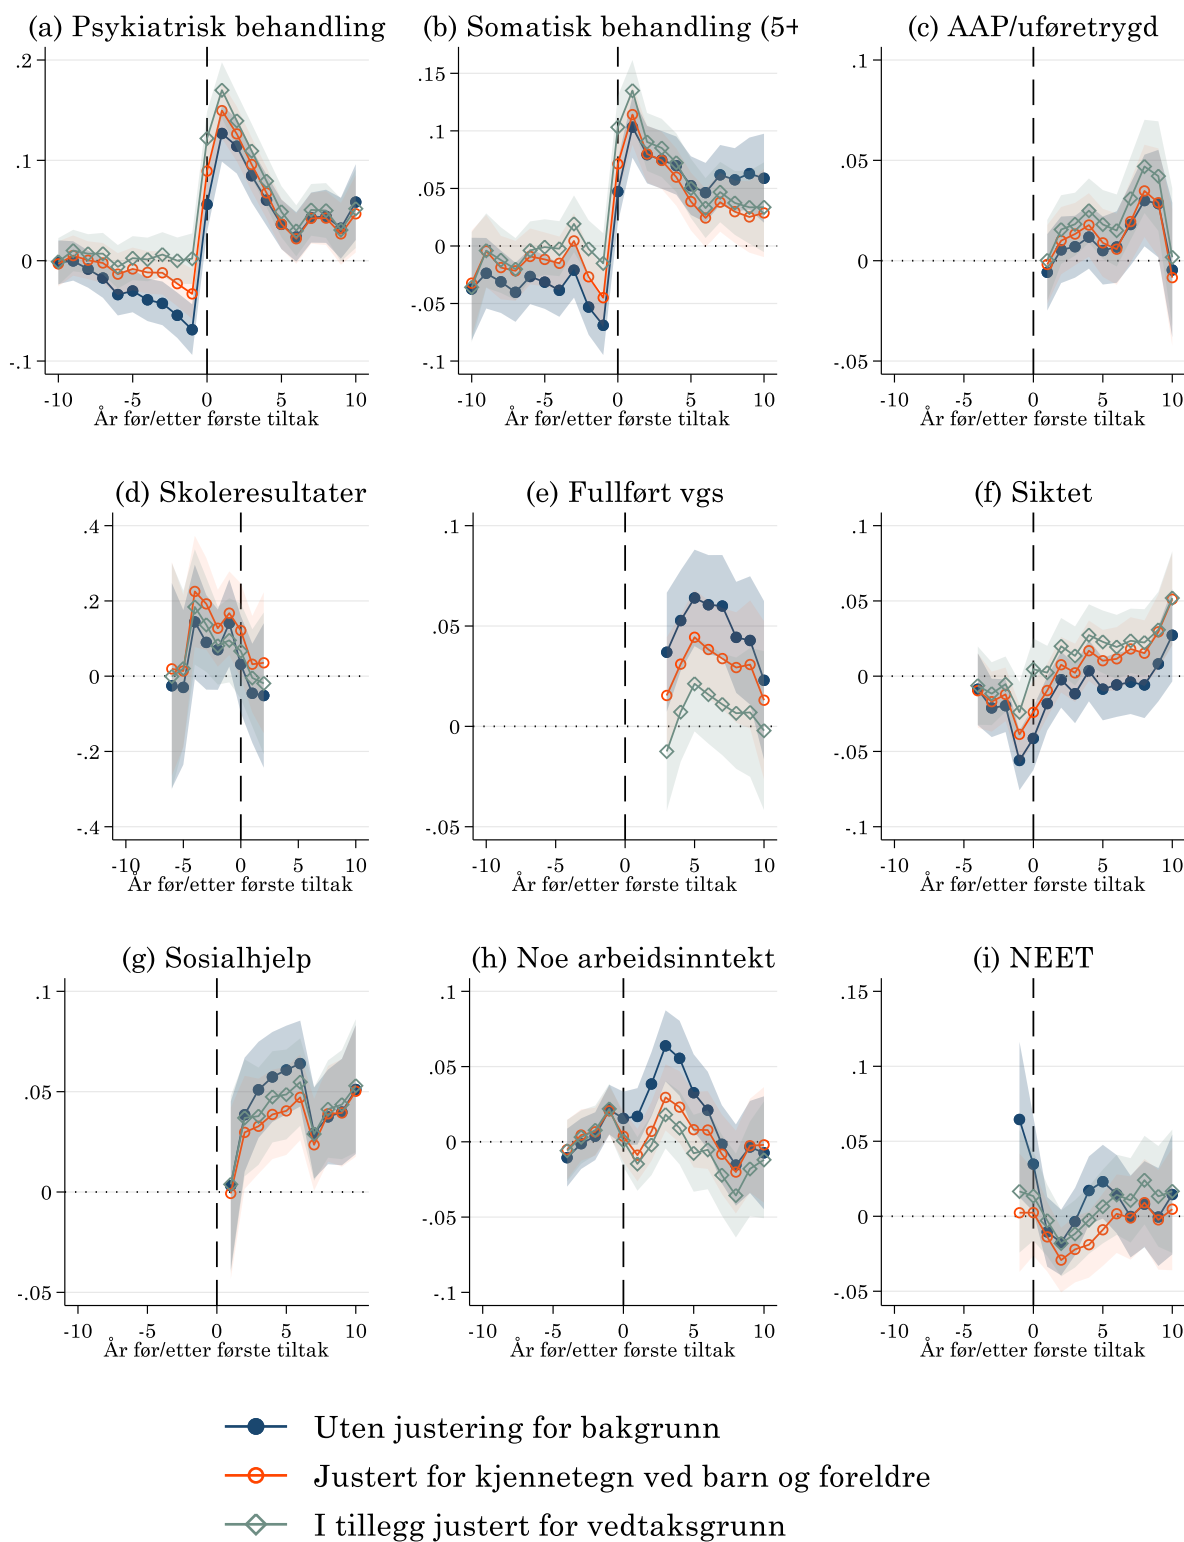 (a) Psykiatrisk behandling
.2
.1
0
-.1
-10 -5 0 5 10
År før/etter første tiltak
(b) Somatisk behandling (5+
.15
.1
.05
0
-.05
-.1
-10 -5 0 5 10
År før/etter første tiltak
(c) AAP/uføretrygd
.1
.05
0
-.05
-10 -5 0 5 10
År før/etter første tiltak
(d) Skoleresultater
.4
.2
0
-.2
-.4
-10 -5 0 5 10
År før/etter første tiltak
(e) Fullført vgs
.1
.05
0
-.05
-10 -5 0 5 10
År før/etter første tiltak
(f) Siktet
.1
.05
0
-.05
-.1
-10 -5 0 5 10
År før/etter første tiltak
(g) Sosialhjelp
.1
.05
0
-.05
-10 -5 0 5 10
År før/etter første tiltak
(h) Noe arbeidsinntekt
.1
.05
0
-.05
-.1
-10 -5 0 5 10
År før/etter første tiltak
(i) NEET
.15
.1
.05
0
-.05
-10 -5 0 5 10
År før/etter første tiltak
Uten justering for bakgrunn
Justert for kjennetegn ved barn og foreldre
I tillegg justert for vedtaksgrunn